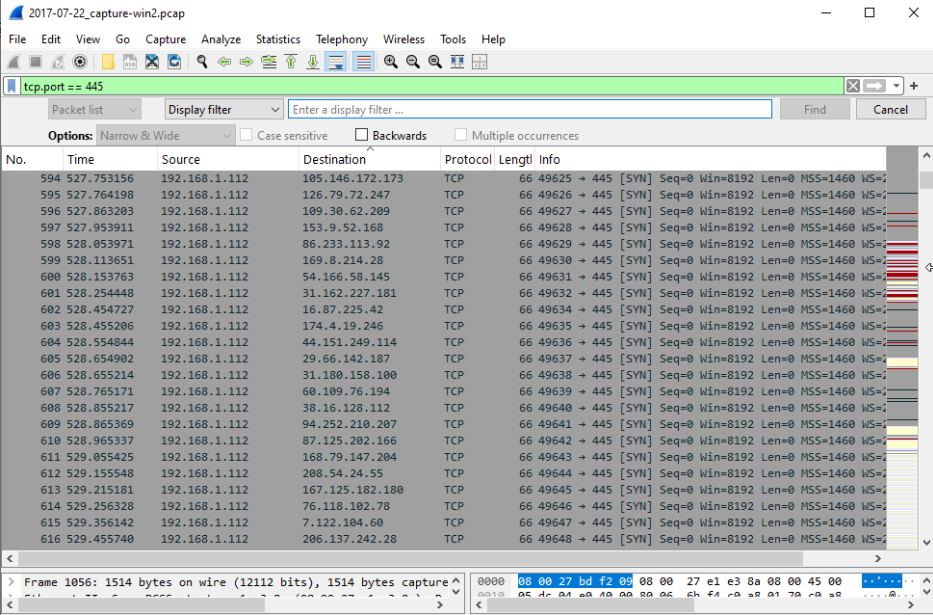 2017-07-22_capture-win2.pcap
File Edit View Go Capture Analyze Statistics Telephony Wireless Tools Help
tcp.port == 445
Packet list Display filter Enter a display filter ... Find Cancel
Options: Narrow & Wide Case sensitive Backwards Multiple occurrences
No. Time Source Destination Protocol Lengtl Info
594 527.753156 192.168.1.112 105.146.172.173 TCP 66 49625 → 445 [SYN] Seq=0 Win=8192 Len=0 MSS=1460 WS=2
595 527.764198 192.168.1.112 126.79.72.247 TCP 66 49626 → 445 [SYN] Seq=0 Win=8192 Len=0 MSS=1460 WS=2
596 527.863203 192.168.1.112 109.30.62.209 TCP 66 49627 → 445 [SYN] Seq=0 Win=8192 Len=0 MSS=1460 WS=2
597 527.953911 192.168.1.112 153.9.52.168 TCP 66 49628 → 445 [SYN] Seq=0 Win=8192 Len=0 MSS=1460 WS=2
598 528.053971 192.168.1.112 86.233.113.92 TCP 66 49629 → 445 [SYN] Seq=0 Win=8192 Len=0 MSS=1460 WS=2
599 528.113651 192.168.1.112 169.8.214.28 TCP 66 49630 → 445 [SYN] Seq=0 Win=8192 Len=0 MSS=1460 WS=2
600 528.153763 192.168.1.112 54.166.58.145 TCP 66 49631 → 445 [SYN] Seq=0 Win=8192 Len=0 MSS=1460 WS=2
601 528.254448 192.168.1.112 31.162.227.181 TCP 66 49632 → 445 [SYN] Seq=0 Win=8192 Len=0 MSS=1460 WS=2
602 528.454727 192.168.1.112 16.87.225.42 TCP 66 49634 → 445 [SYN] Seq=0 Win=8192 Len=0 MSS=1460 WS=2
603 528.455206 192.168.1.112 174.4.19.246 TCP 66 49635 → 445 [SYN] Seq=0 Win=8192 Len=0 MSS=1460 WS=2
604 528.554844 192.168.1.112 44.151.249.114 TCP 66 49636 → 445 [SYN] Seq=0 Win=8192 Len=0 MSS=1460 WS=2
605 528.654902 192.168.1.112 29.66.142.187 TCP 66 49637 → 445 [SYN] Seq=0 Win=8192 Len=0 MSS=1460 WS=2
606 528.655214 192.168.1.112 31.180.158.100 TCP 66 49638 → 445 [SYN] Seq=0 Win=8192 Len=0 MSS=1460 WS=2
607 528.765171 192.168.1.112 60.109.76.194 TCP 66 49639 → 445 [SYN] Seq=0 Win=8192 Len=0 MSS=1460 WS=2
608 528.855217 192.168.1.112 38.16.128.112 TCP 66 49640 → 445 [SYN] Seq=0 Win=8192 Len=0 MSS=1460 WS=2
609 528.865369 192.168.1.112 94.252.210.207 TCP 66 49641 → 445 [SYN] Seq=0 Win=8192 Len=0 MSS=1460 WS=2
610 528.965337 192.168.1.112 87.125.202.166 TCP 66 49642 → 445 [SYN] Seq=0 Win=8192 Len=0 MSS=1460 WS=2
611 529.055425 192.168.1.112 168.79.147.204 TCP 66 49643 → 445 [SYN] Seq=0 Win=8192 Len=0 MSS=1460 WS=2
612 529.155548 192.168.1.112 208.54.24.55 TCP 66 49644 → 445 [SYN] Seq=0 Win=8192 Len=0 MSS=1460 WS=2
613 529.215181 192.168.1.112 167.125.182.180 TCP 66 49645 → 445 [SYN] Seq=0 Win=8192 Len=0 MSS=1460 WS=2
614 529.256328 192.168.1.112 76.118.102.78 TCP 66 49646 → 445 [SYN] Seq=0 Win=8192 Len=0 MSS=1460 WS=2
615 529.356142 192.168.1.112 7.122.104.60 TCP 66 49647 → 445 [SYN] Seq=0 Win=8192 Len=0 MSS=1460 WS=2
616 529.455740 192.168.1.112 206.137.242.28 TCP 66 49648 → 445 [SYN] Seq=0 Win=8192 Len=0 MSS=1460 WS=2
Frame 1056: 1514 bytes on wire (12112 bits), 1514 bytes capture
0000 08 00 27 bd f2 09 08 00 27 e1 e3 8a 08 00 45 00